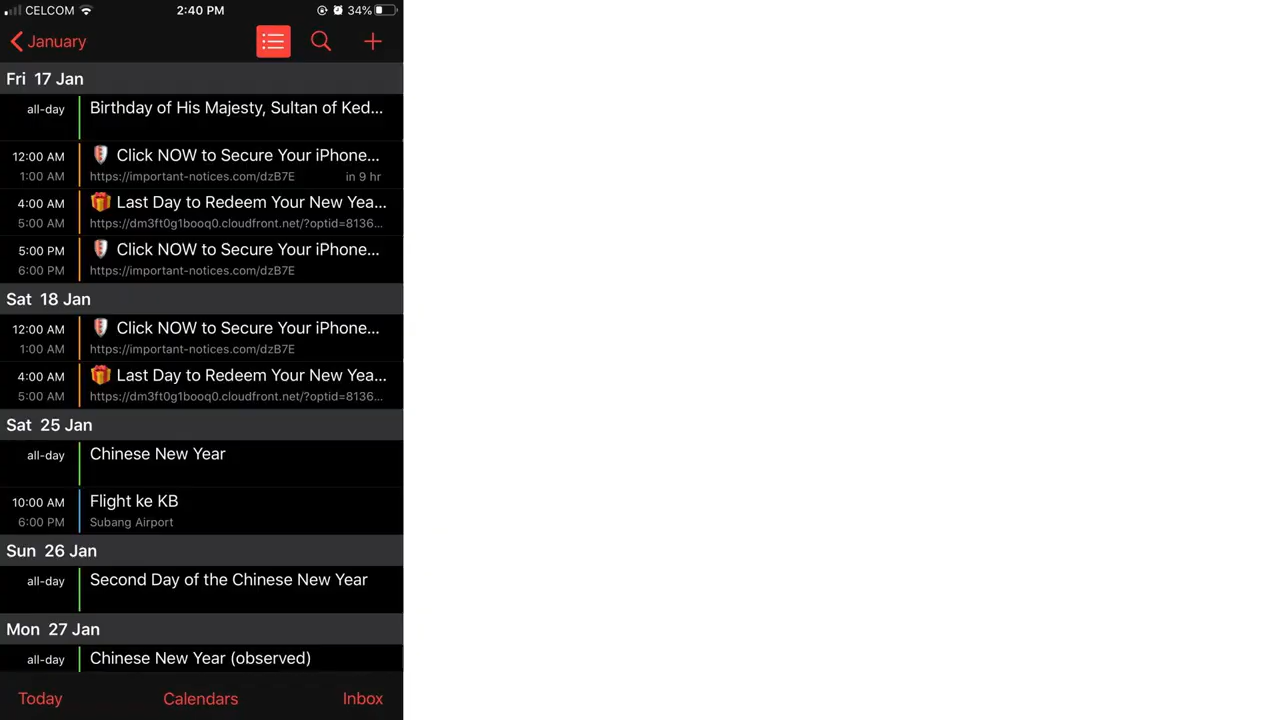 CELCOM 2:40 PM 34%
January
Fri 17 Jan
all-day Birthday of His Majesty, Sultan of Ked...
12:00 AM Click NOW to Secure Your iPhone...
1:00 AM https://important-notices.com/dzB7E in 9 hr
4:00 AM Last Day to Redeem Your New Yea...
5:00 AM https://dm3ft0g1booq0.cloudfront.net/?optid=8136...
5:00 PM Click NOW to Secure Your iPhone...
6:00 PM https://important-notices.com/dzB7E
Sat 18 Jan
12:00 AM Click NOW to Secure Your iPhone...
1:00 AM https://important-notices.com/dzB7E
4:00 AM Last Day to Redeem Your New Yea...
5:00 AM https://dm3ft0g1booq0.cloudfront.net/?optid=8136...
Sat 25 Jan
all-day Chinese New Year
10:00 AM Flight ke KB
6:00 PM Subang Airport
Sun 26 Jan
all-day Second Day of the Chinese New Year
Mon 27 Jan
all-day Chinese New Year (observed)
Today Calendars Inbox